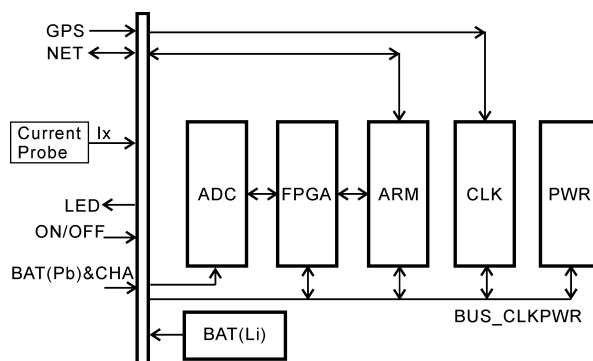 GPS
NET
Current
Probe
Ix
LED
ON/OFF
BAT(Pb)&CHA
ADC
FPGA
ARM
CLK
PWR
BUS_CLKPWR
BAT(Li)